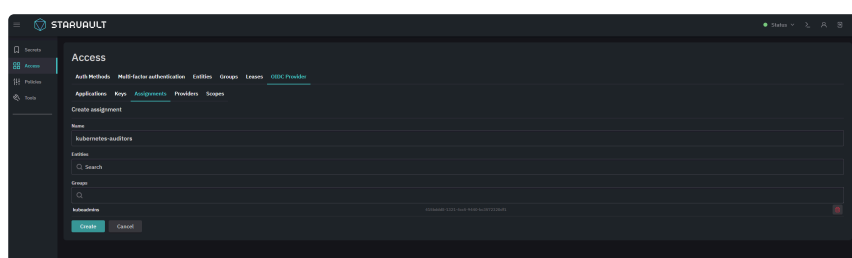 STARVAULT
Status
Secrets
Access
Policies
Tools
Access
Auth Methods Multi-factor authentication Entities Groups Leases OIDC Provider
Applications Keys Assignments Providers Scopes
Create assignment
Name
kubernetes-auditors
Entities
Search
Groups
kubeadmins
Create Cancel